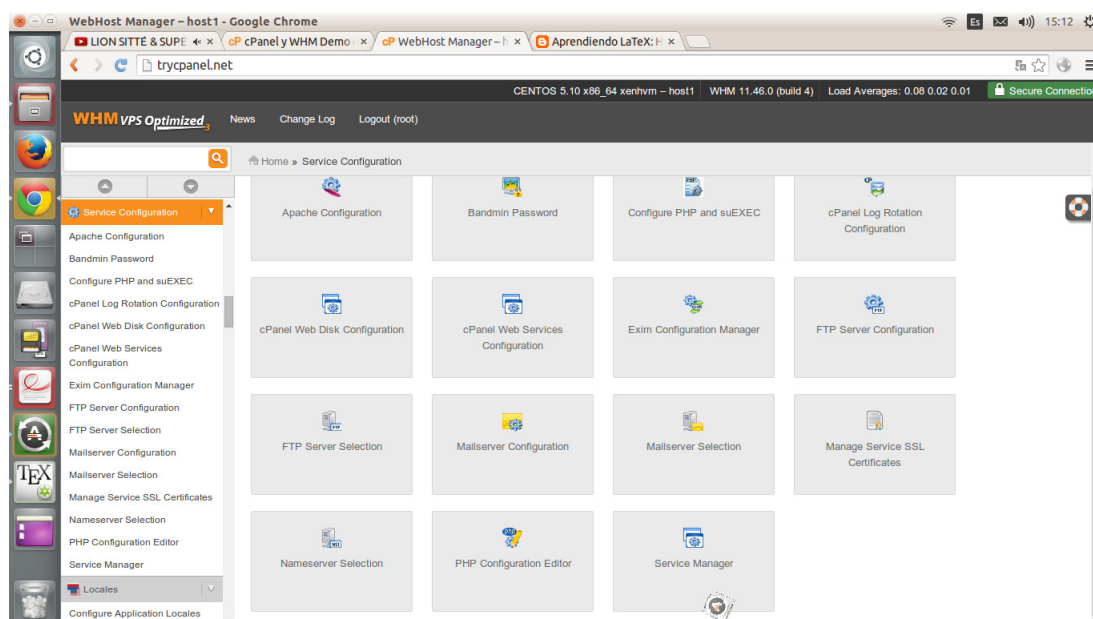 WebHost Manager – host1 - Google Chrome
Es
15:12
LION SITTÉ & SUPE
cP cPanel y WHM Demo
cP WebHost Manager – h
Aprendiendo LaTeX: H
trycpanel.net
CENTOS 5.10 x86_64 xenhvm – host1 WHM 11.46.0 (build 4) Load Averages: 0.08 0.02 0.01 Secure Connection
WHM VPS Optimized 3 News Change Log Logout (root)
Home » Service Configuration
Service Configuration
Apache Configuration
Bandmin Password
Configure PHP and suEXEC
cPanel Log Rotation Configuration
cPanel Web Disk Configuration
cPanel Web Services
Configuration
Exim Configuration Manager
FTP Server Configuration
FTP Server Selection
Mailserver Configuration
Mailserver Selection
Manage Service SSL Certificates
Nameserver Selection
PHP Configuration Editor
Service Manager
Locales
Configure Application Locales
Apache Configuration
Bandmin Password
Configure PHP and suEXEC
cPanel Log Rotation
Configuration
cPanel Web Disk Configuration
cPanel Web Services
Configuration
Exim Configuration Manager
FTP Server Configuration
FTP Server Selection
Mailserver Configuration
Mailserver Selection
Manage Service SSL
Certificates
Nameserver Selection
PHP Configuration Editor
Service Manager
TEX